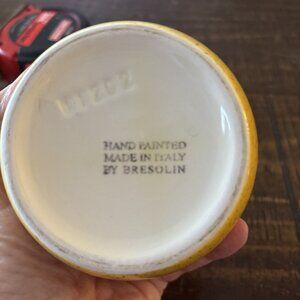 HAND PAINTED
MADE IN ITALY
BY BRESOLIN